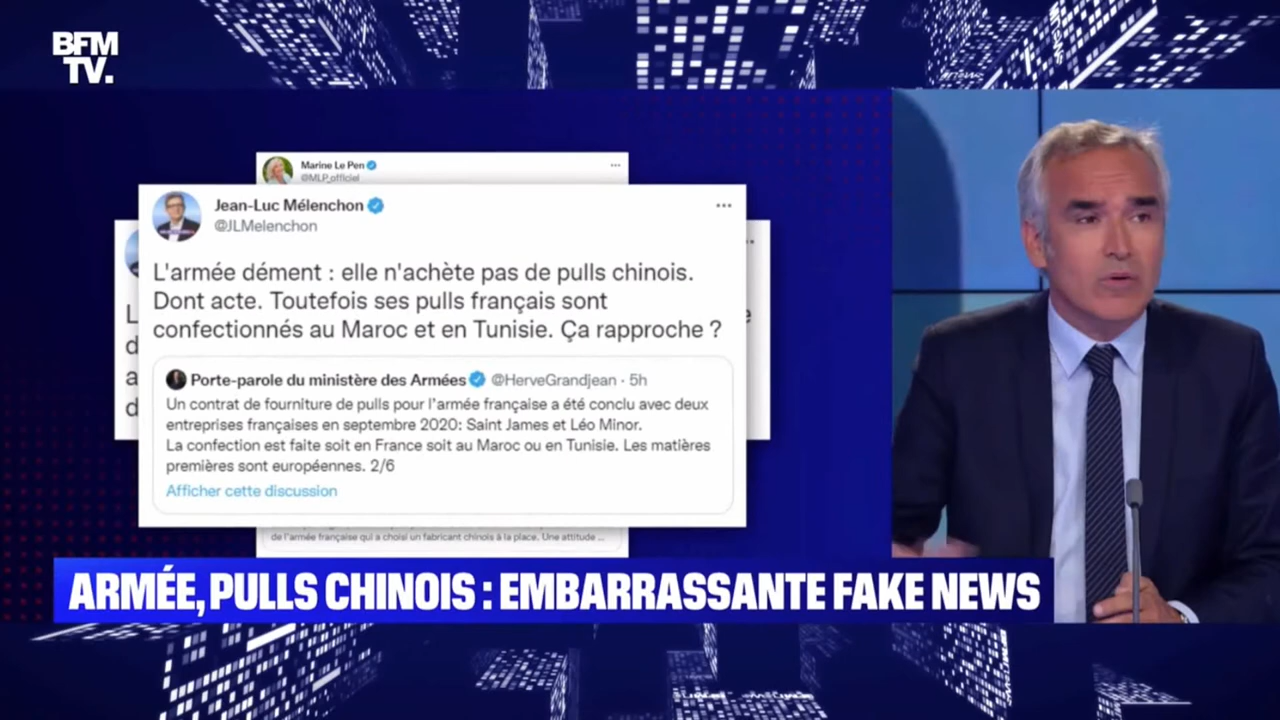 BFM
TV.
Marine Le Pen
@MLP_officiel
Jean-Luc Mélenchon
@JLMelenchon
L'armée dément : elle n'achète pas de pulls chinois.
Dont acte. Toutefois ses pulls français sont
confectionnés au Maroc et en Tunisie. Ça rapproche ?
Porte-parole du ministère des Armées @HerveGrandjean · 5h
Un contrat de fourniture de pulls pour l'armée française a été conclu avec deux
entreprises françaises en septembre 2020: Saint James et Léo Minor.
La confection est faite soit en France soit au Maroc ou en Tunisie. Les matières
premières sont européennes. 2/6
Afficher cette discussion
de l'armée française qui a choisi un fabricant chinois à la place. Une attitude ...
ARMÉE, PULLS CHINOIS : EMBARRASSANTE FAKE NEWS